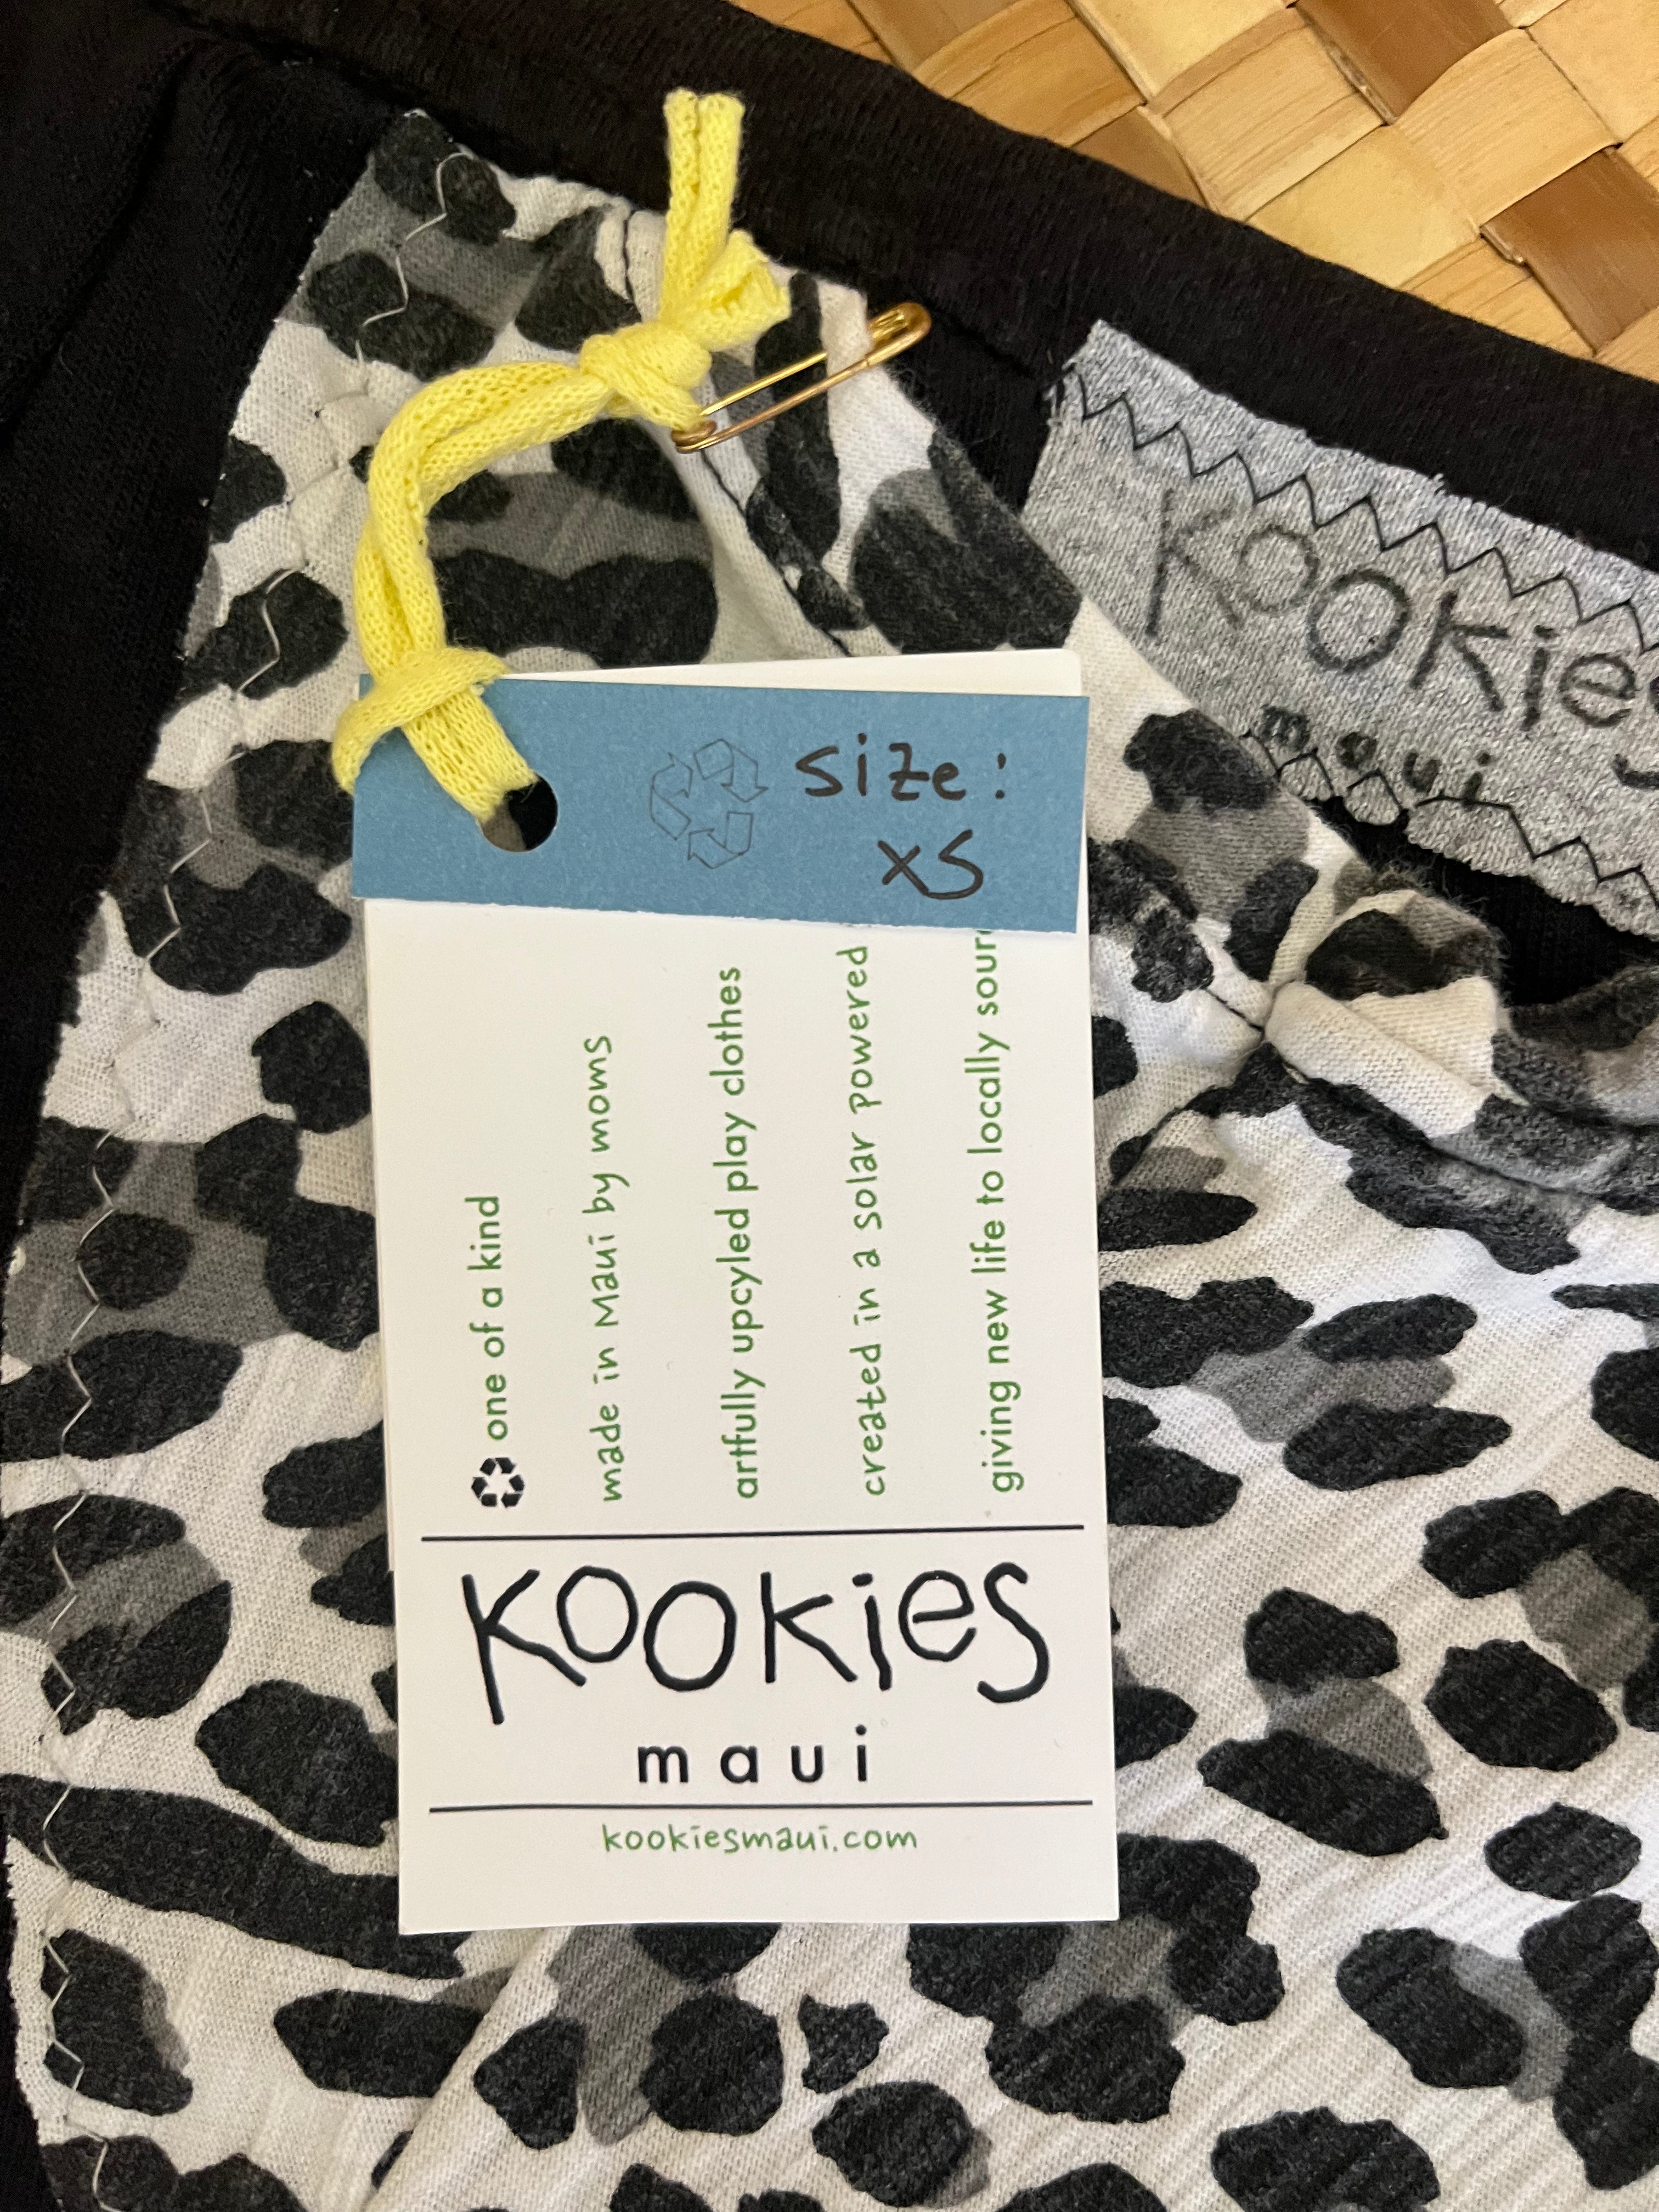 Kookies
maui
size:
XS
one of a kind
made in Maui by moms
artfully upcyled play clothes
created in a solar powered
giving new life to locally
Kookies
maui
kookiesmaui.com